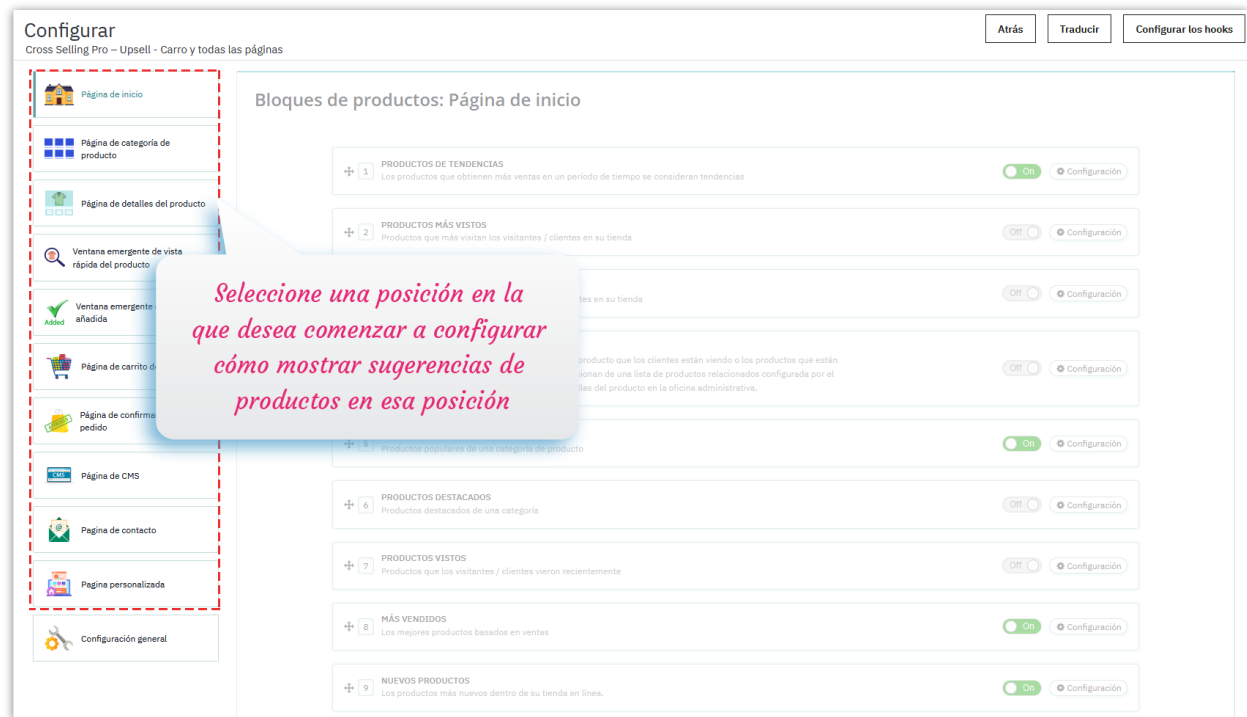 Configurar
Cross Selling Pro – Upsell - Carro y todas las páginas
Atrás
Traducir
Configurar los hooks
Página de inicio
Página de categoría de
producto
Página de detalles del producto
Ventana emergente de vista
rápida del producto
Ventana emergente
Added
añadida
Página de carrito
Página de
pedido
CMS
Página de CMS
Pagina de contacto
Pagina personalizada
Configuración general
Bloques de productos: Página de inicio
1
PRODUCTOS DE TENDENCIAS
Los productos que obtienen más ventas en un período de tiempo se consideran tendencias
On
Configuración
2
PRODUCTOS MÁS VISTOS
Productos que más visitan los visitantes / clientes en su tienda
Off
Configuración
en su tienda
Off
Configuración
producto que los clientes están viendo o los productos que están
de una lista de productos relacionados configurada por el
del producto en la oficina administrativa.
Off
Configuración
5
Productos populares de una categoría de producto
On
Configuración
6
PRODUCTOS DESTACADOS
Productos destacados de una categoría
Off
Configuración
7
PRODUCTOS VISTOS
Productos que los visitantes / clientes vieron recientemente
Off
Configuración
8
MÁS VENDIDOS
Los mejores productos basados en ventas
On
Configuración
9
NUEVOS PRODUCTOS
Los productos más nuevos dentro de su tienda en línea.
On
Configuración
Seleccione una posición en la
que desea comenzar a configurar
cómo mostrar sugerencias de
productos en esa posición